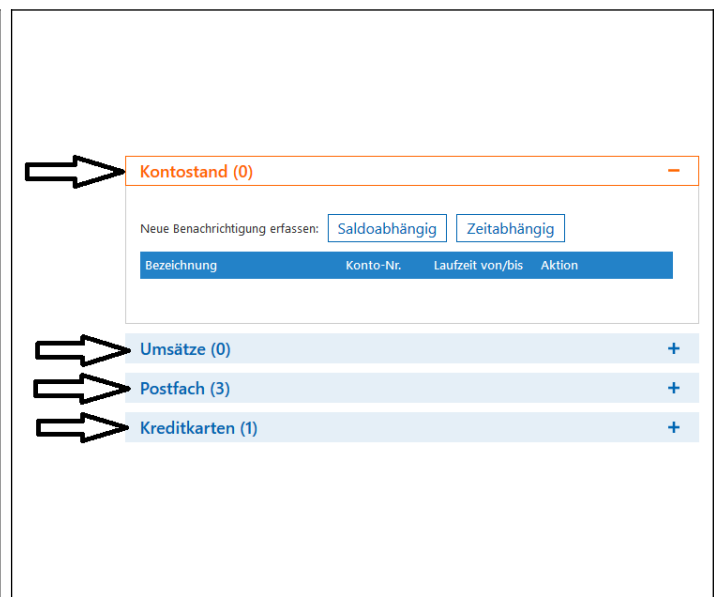 Kontostand (0) −
Neue Benachrichtigung erfassen: Saldoabhängig Zeitabhängig
Bezeichnung Konto-Nr. Laufzeit von/bis Aktion
Umsätze (0) +
Postfach (3) +
Kreditkarten (1) +